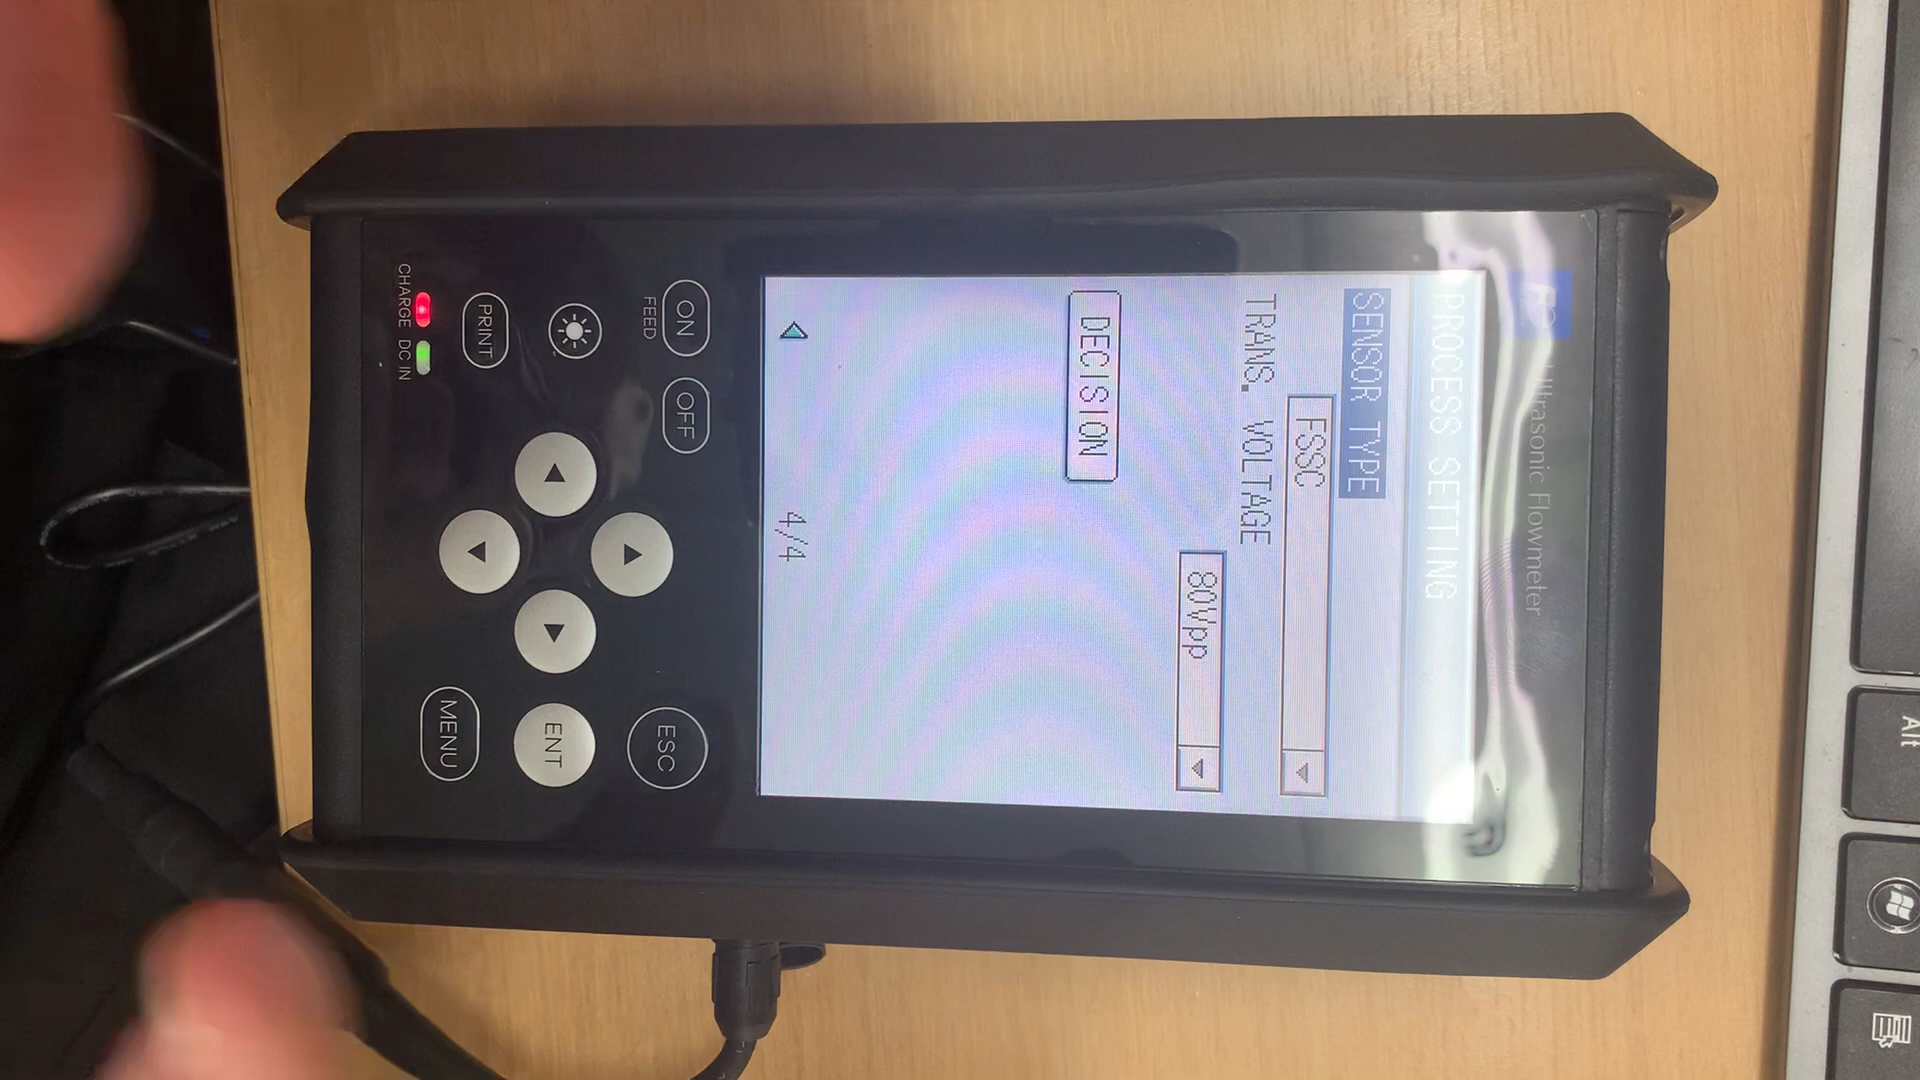 Ultrasonic Flowmeter
PROCESS SETTING
SENSOR TYPE
FSSC
TRANS. VOLTAGE
80Vpp
DECISION
4/4
ON
OFF
FEED
ESC
PRINT
ENT
MENU
CHARGE DC IN
Alt